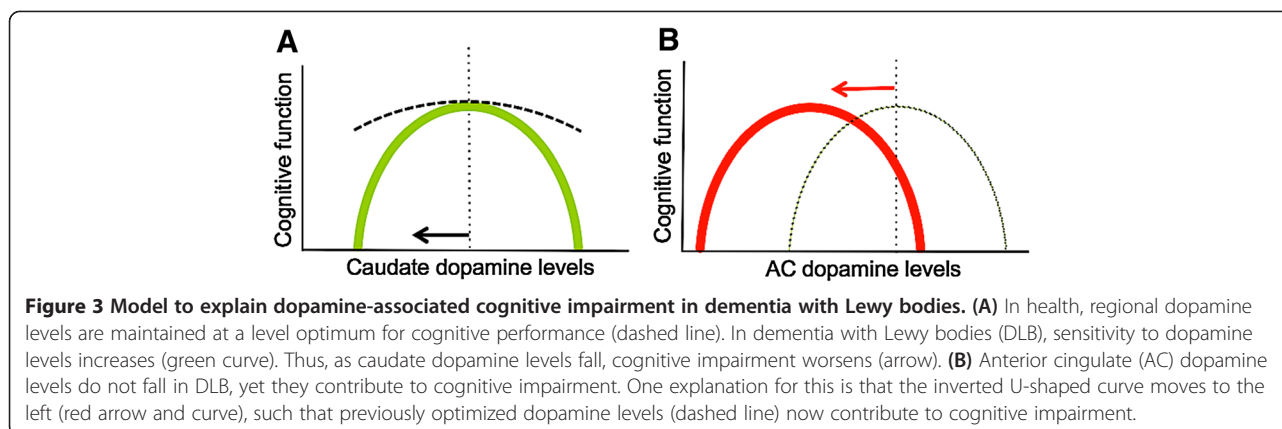 A
B
Cognitive function
Cognitive function
Caudate dopamine levels
AC dopamine levels
Figure 3 Model to explain dopamine-associated cognitive impairment in dementia with Lewy bodies. (A) In health, regional dopamine
levels are maintained at a level optimum for cognitive performance (dashed line). In dementia with Lewy bodies (DLB), sensitivity to dopamine
levels increases (green curve). Thus, as caudate dopamine levels fall, cognitive impairment worsens (arrow). (B) Anterior cingulate (AC) dopamine
levels do not fall in DLB, yet they contribute to cognitive impairment. One explanation for this is that the inverted U-shaped curve moves to the
left (red arrow and curve), such that previously optimized dopamine levels (dashed line) now contribute to cognitive impairment.